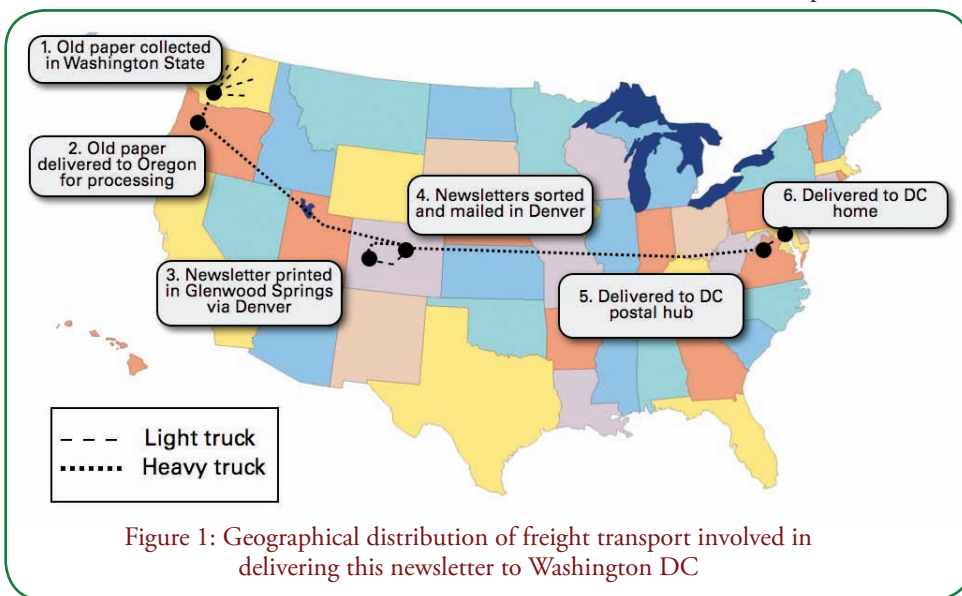 1. Old paper collected
in Washington State
2. Old paper
delivered to Oregon
for processing
4. Newsletters sorted
and mailed in Denver
6. Delivered to DC
home
3. Newsletter printed
in Glenwood Springs
via Denver
5. Delivered to DC
postal hub
Light truck
Heavy truck
Figure 1: Geographical distribution of freight transport involved in
delivering this newsletter to Washington DC